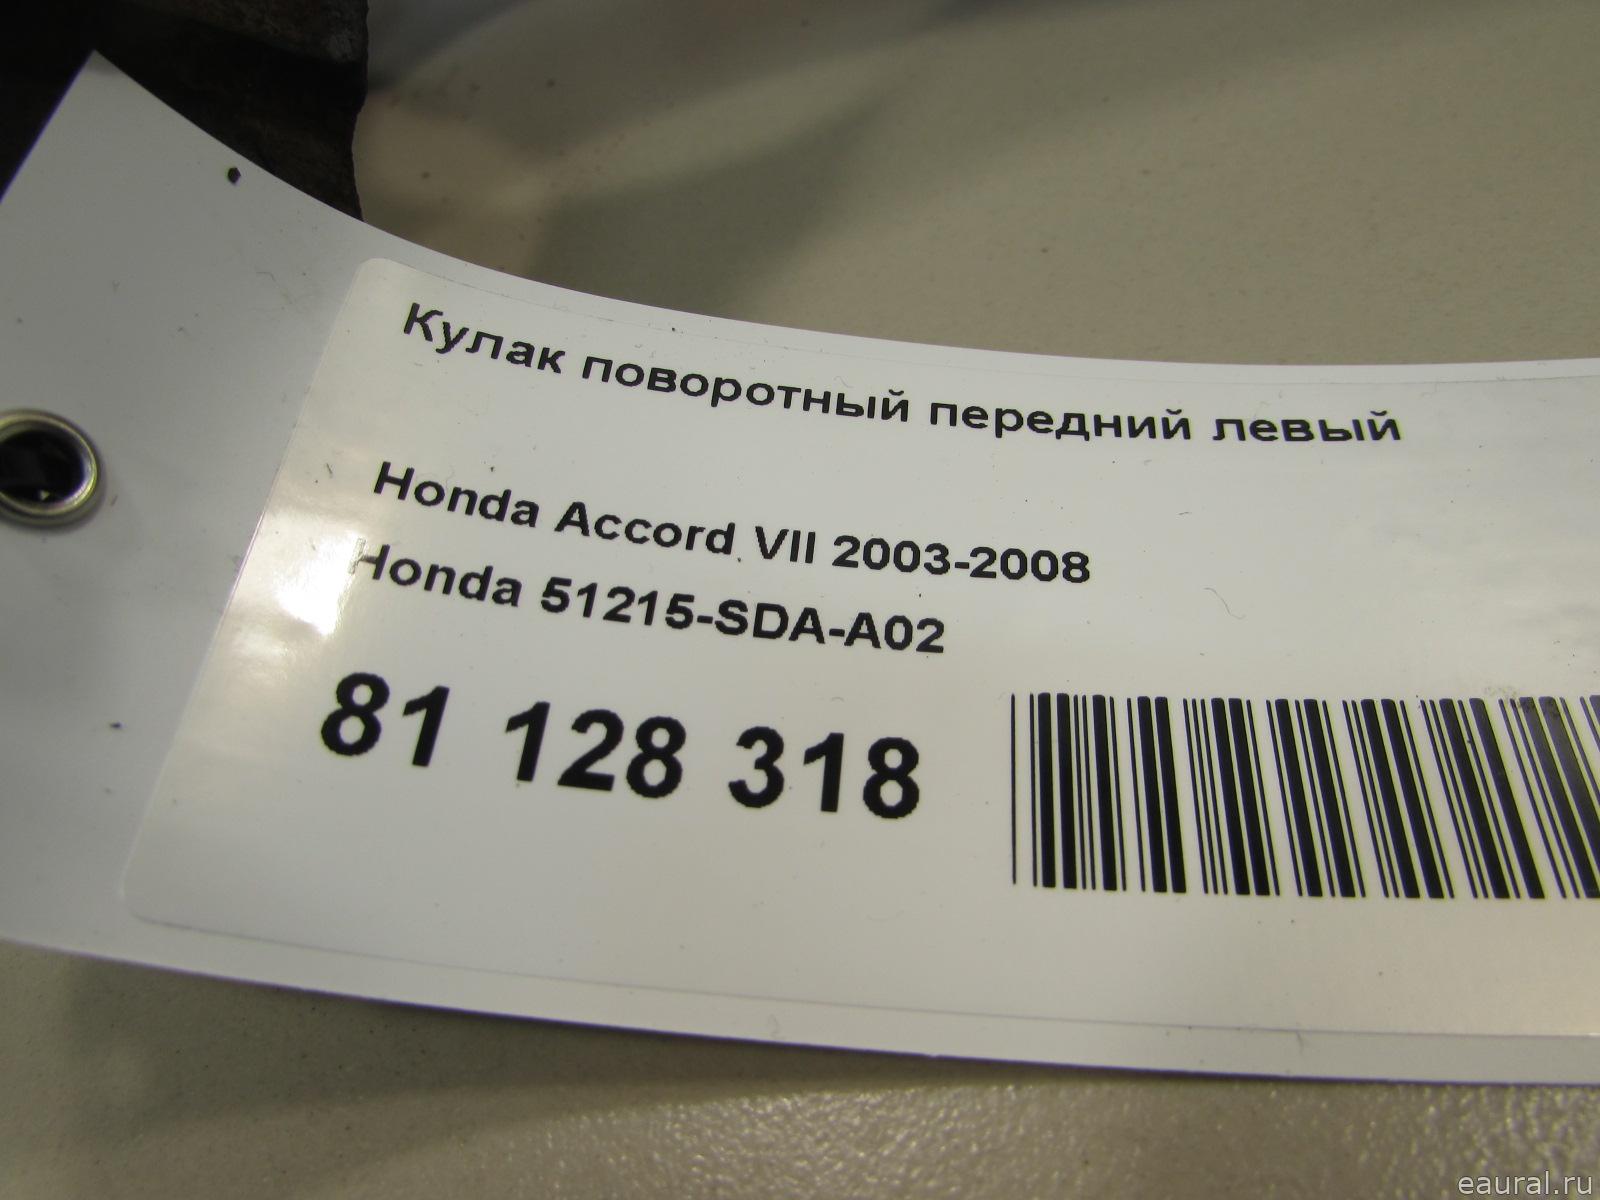 Кулак поворотный передний левый
Honda Accord VII 2003-2008
Honda 51215-SDA-A02
81 128 318
eaural.ru